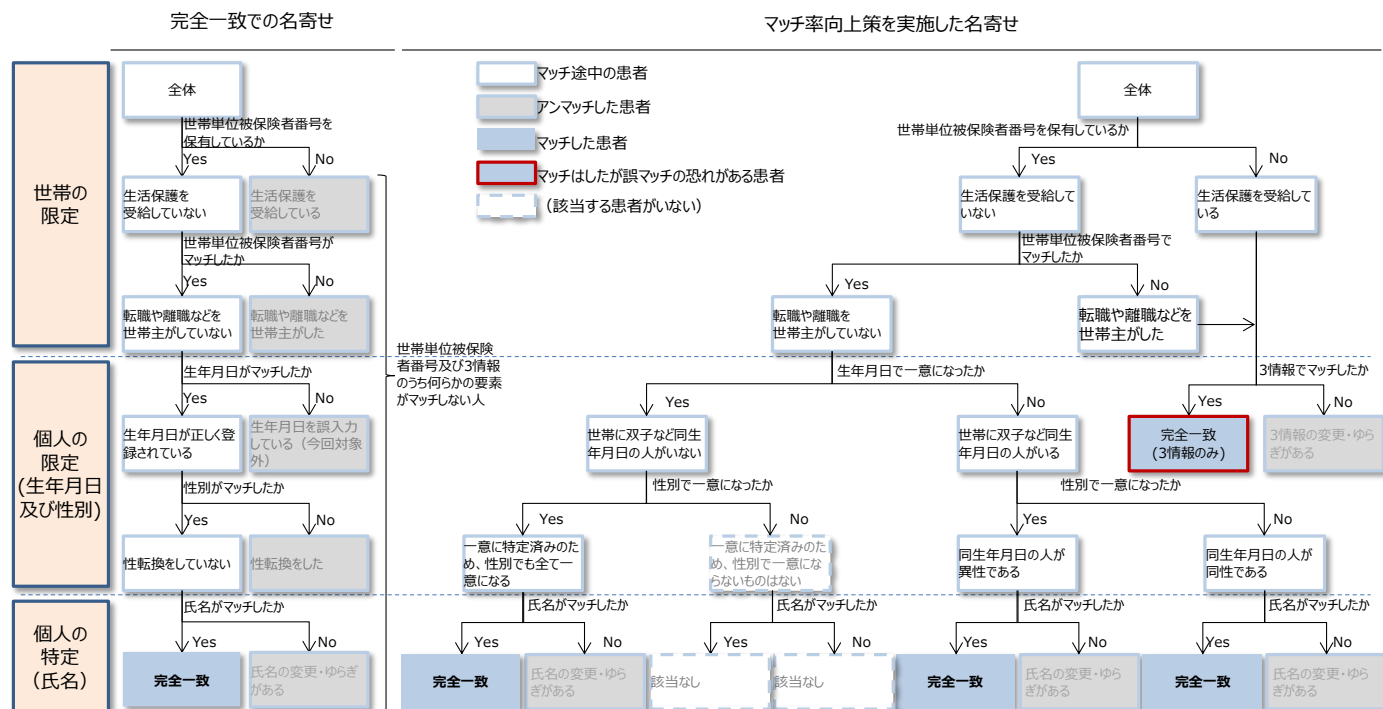 完全一致での名寄せ
マッチ率向上策を実施した名寄せ
世帯の
限定
個人の
限定
(生年月日
及び性別)
個人の
特定
（氏名）
全体
世帯単位被保険者番号を
保有しているか
Yes
No
生活保護を
受給していない
生活保護を
受給している
世帯単位被保険者番号が
マッチしたか
Yes
No
転職や離職などを
世帯主がしていない
転職や離職などを
世帯主がした
生年月日がマッチしたか
Yes
No
生年月日が正しく登
録されている
生年月日を誤入力
している（今回対象
外）
性別がマッチしたか
Yes
No
性転換をしていない
性転換をした
氏名がマッチしたか
Yes
No
完全一致
氏名の変更・ゆらぎ
がある
世帯単位被保険
者番号及び3情報
のうち何らかの要素
がマッチしない人
マッチ途中の患者
アンマッチした患者
マッチした患者
マッチはしたが誤マッチの恐れがある患者
（該当する患者がいない）
全体
世帯単位被保険者番号を保有しているか
Yes
No
生活保護を受給して
いない
生活保護を受給して
いる
世帯単位被保険者番号で
マッチしたか
Yes
No
転職や離職を
世帯主がしていない
転職や離職などを
世帯主がした
生年月日で一意になったか
Yes
No
3情報でマッチしたか
Yes
No
世帯に双子など同生
年月日の人がいない
世帯に双子など同生
年月日の人がいる
完全一致
(3情報のみ)
3情報の変更・ゆら
ぎがある
性別で一意になったか
Yes
No
性別で一意になったか
Yes
No
一意に特定済みのた
め、性別でも全て一
意になる
一意に特定済みのた
め、性別で一意にな
らないものはない
同生年月日の人が
異性である
同生年月日の人が
同性である
氏名がマッチしたか
氏名がマッチしたか
氏名がマッチしたか
氏名がマッチしたか
Yes
No
Yes
No
Yes
No
Yes
No
完全一致
氏名の変更・ゆら
ぎがある
該当なし
該当なし
完全一致
氏名の変更・ゆら
ぎがある
完全一致
氏名の変更・ゆら
ぎがある